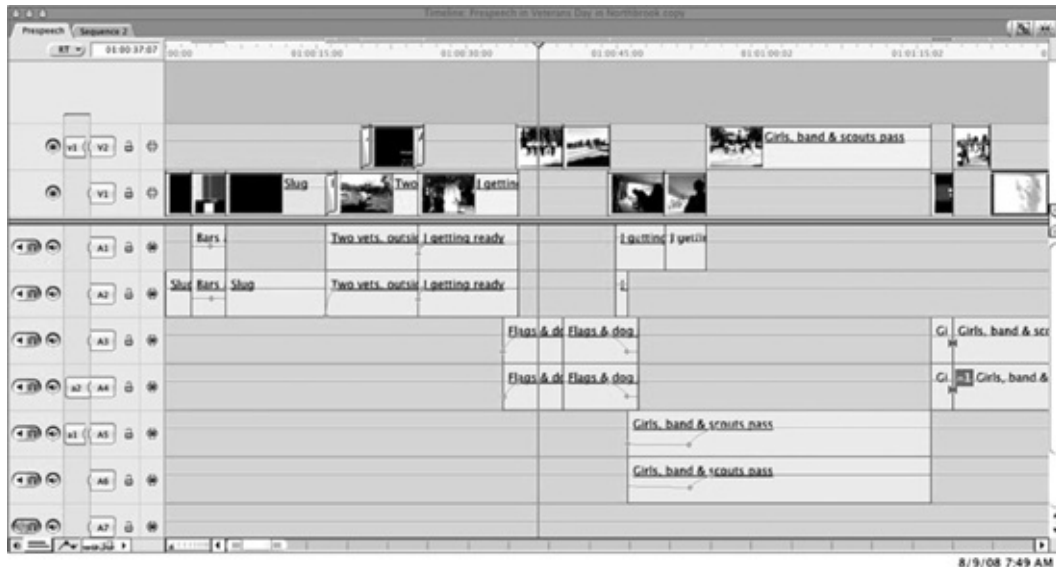 Timeline: Prespeech in Veterans Day in Northbrook copy
Prespeech Sequence 2
RT 01:00:37:07 00:00 01:00:15:00 01:00:30:00 01:00:45:00 01:01:00:02 01:01:15:02
v1 V2 Girls, band & scouts pass
V1 Slug Two I getting
A1 Bars Two vets, outsid I getting ready I getting
A2 Slug Bars Slug Two vets, outsid I getting ready
A3 Flags & do Flags & dog Gi Girls, band & sco
a2 A4 Flags & do Flags & dog Gi Girls, band &
a1 A5 Girls, band & scouts pass
A6 Girls, band & scouts pass
A7
8/9/08 7:49 AM